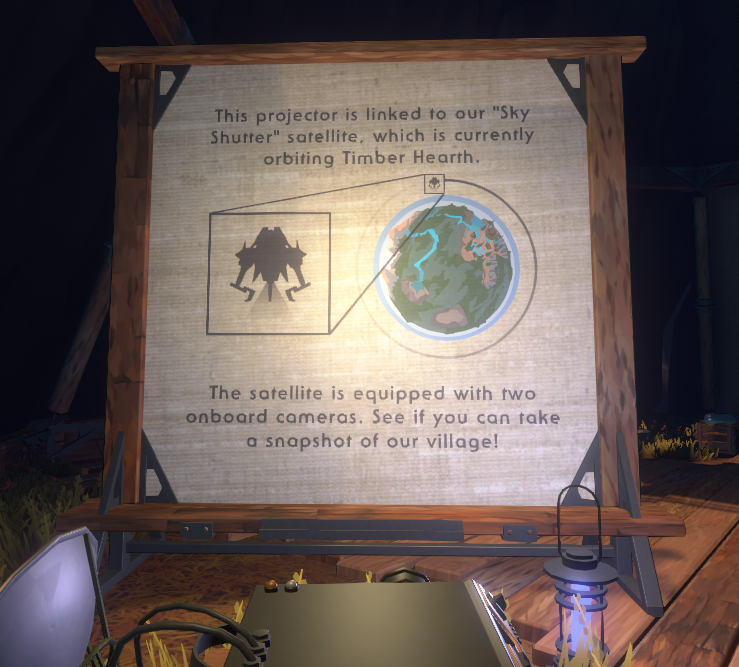 This projector is linked to our "Sky
Shutter" satellite, which is currently
orbiting Timber Hearth.
The satellite is equipped with two
onboard cameras. See if you can take
a snapshot of our village!